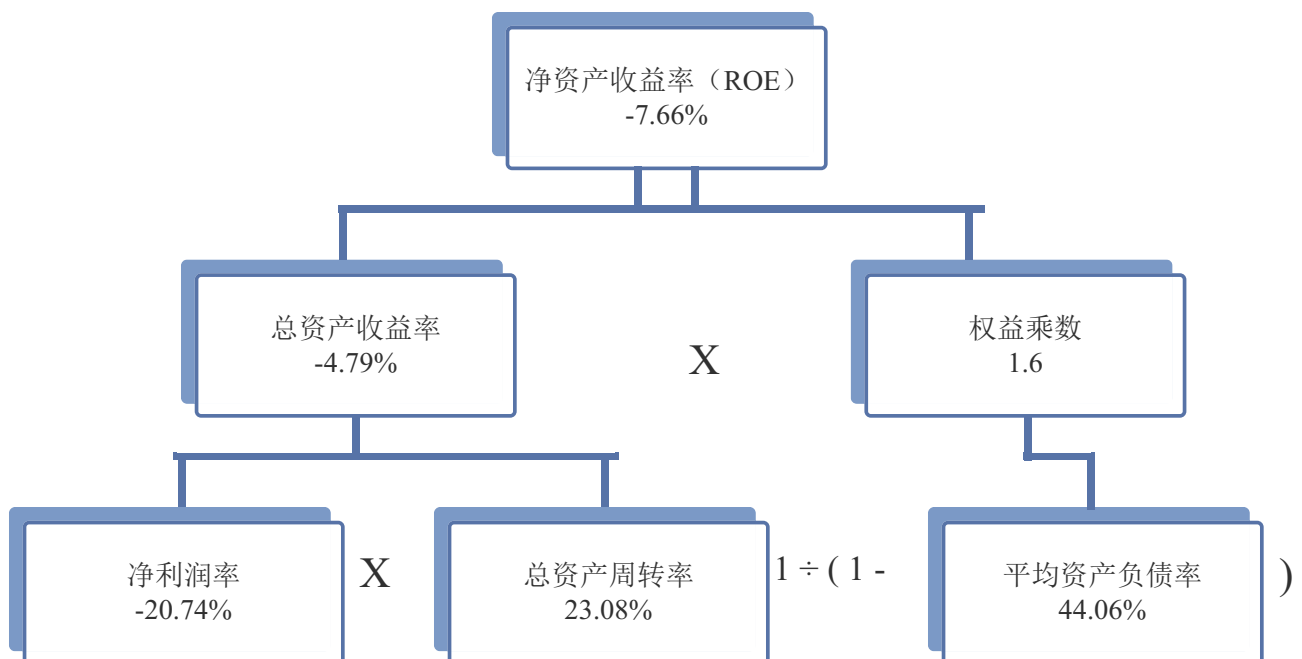 净资产收益率（ROE）
-7.66%
总资产收益率
-4.79%
X
权益乘数
1.6
净利润率
-20.74%
X
总资产周转率
23.08%
1 ÷ ( 1 -
平均资产负债率
44.06%
)